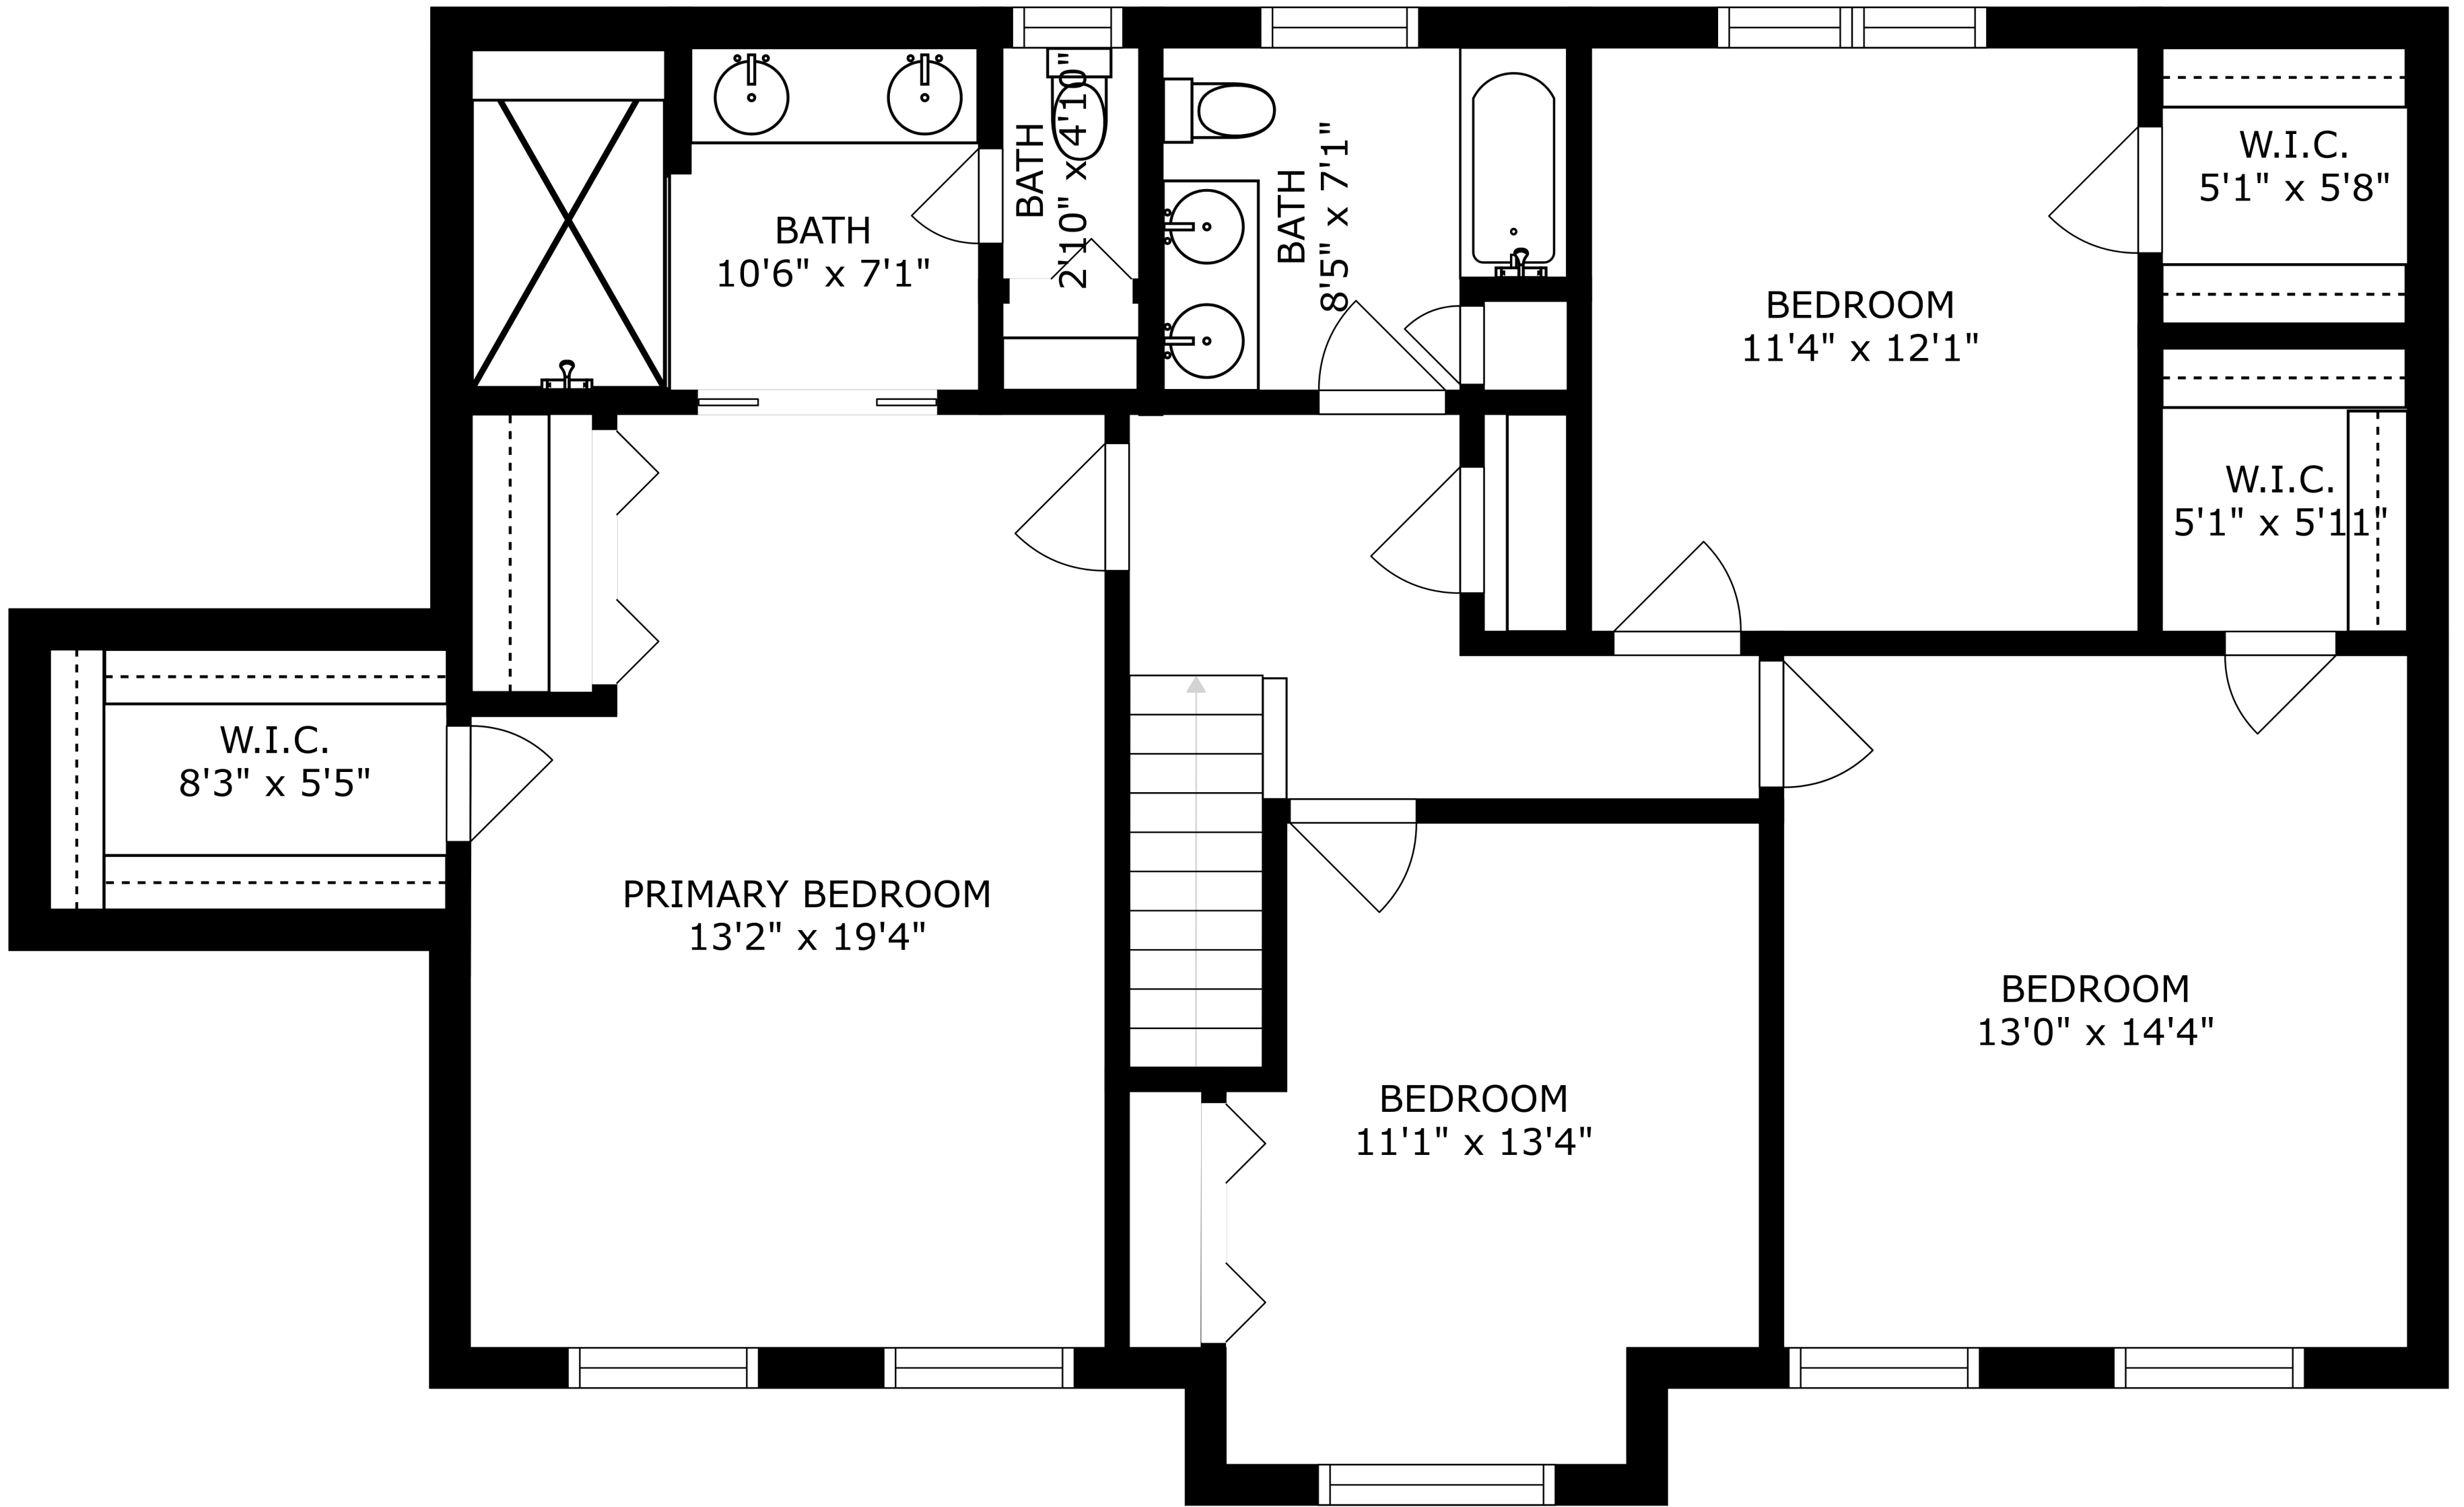 BATH
10'6" x 7'1"
BATH
2'10" x 4'10"
BATH
8'5" x 7'1"
BEDROOM
11'4" x 12'1"
W.I.C.
5'1" x 5'8"
W.I.C.
5'1" x 5'11"
W.I.C.
8'3" x 5'5"
PRIMARY BEDROOM
13'2" x 19'4"
BEDROOM
11'1" x 13'4"
BEDROOM
13'0" x 14'4"